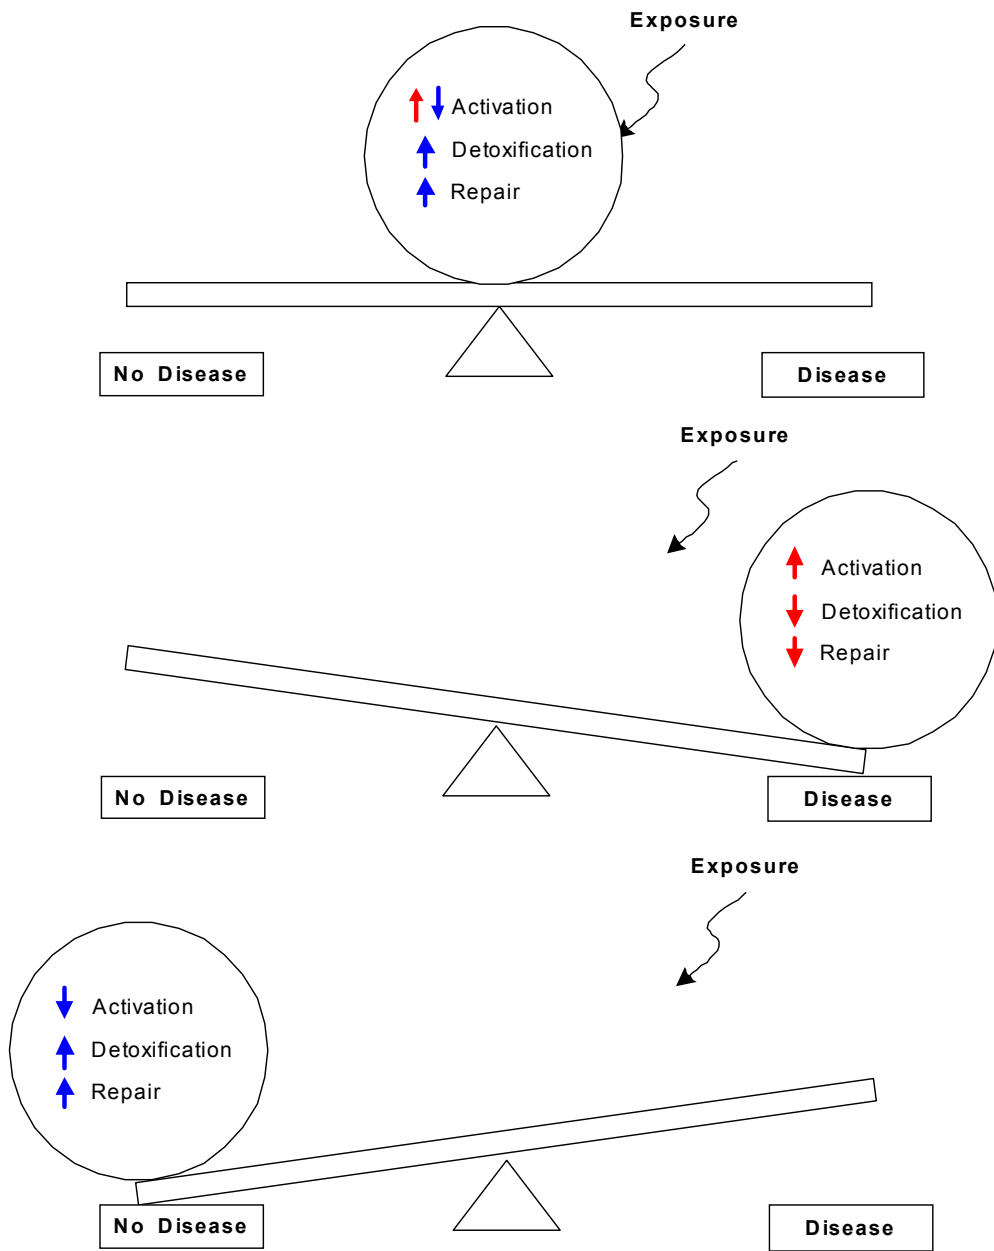 Exposure
Activation
Detoxification
Repair
No Disease
Disease
Exposure
Activation
Detoxification
Repair
No Disease
Disease
Exposure
Activation
Detoxification
Repair
No Disease
Disease